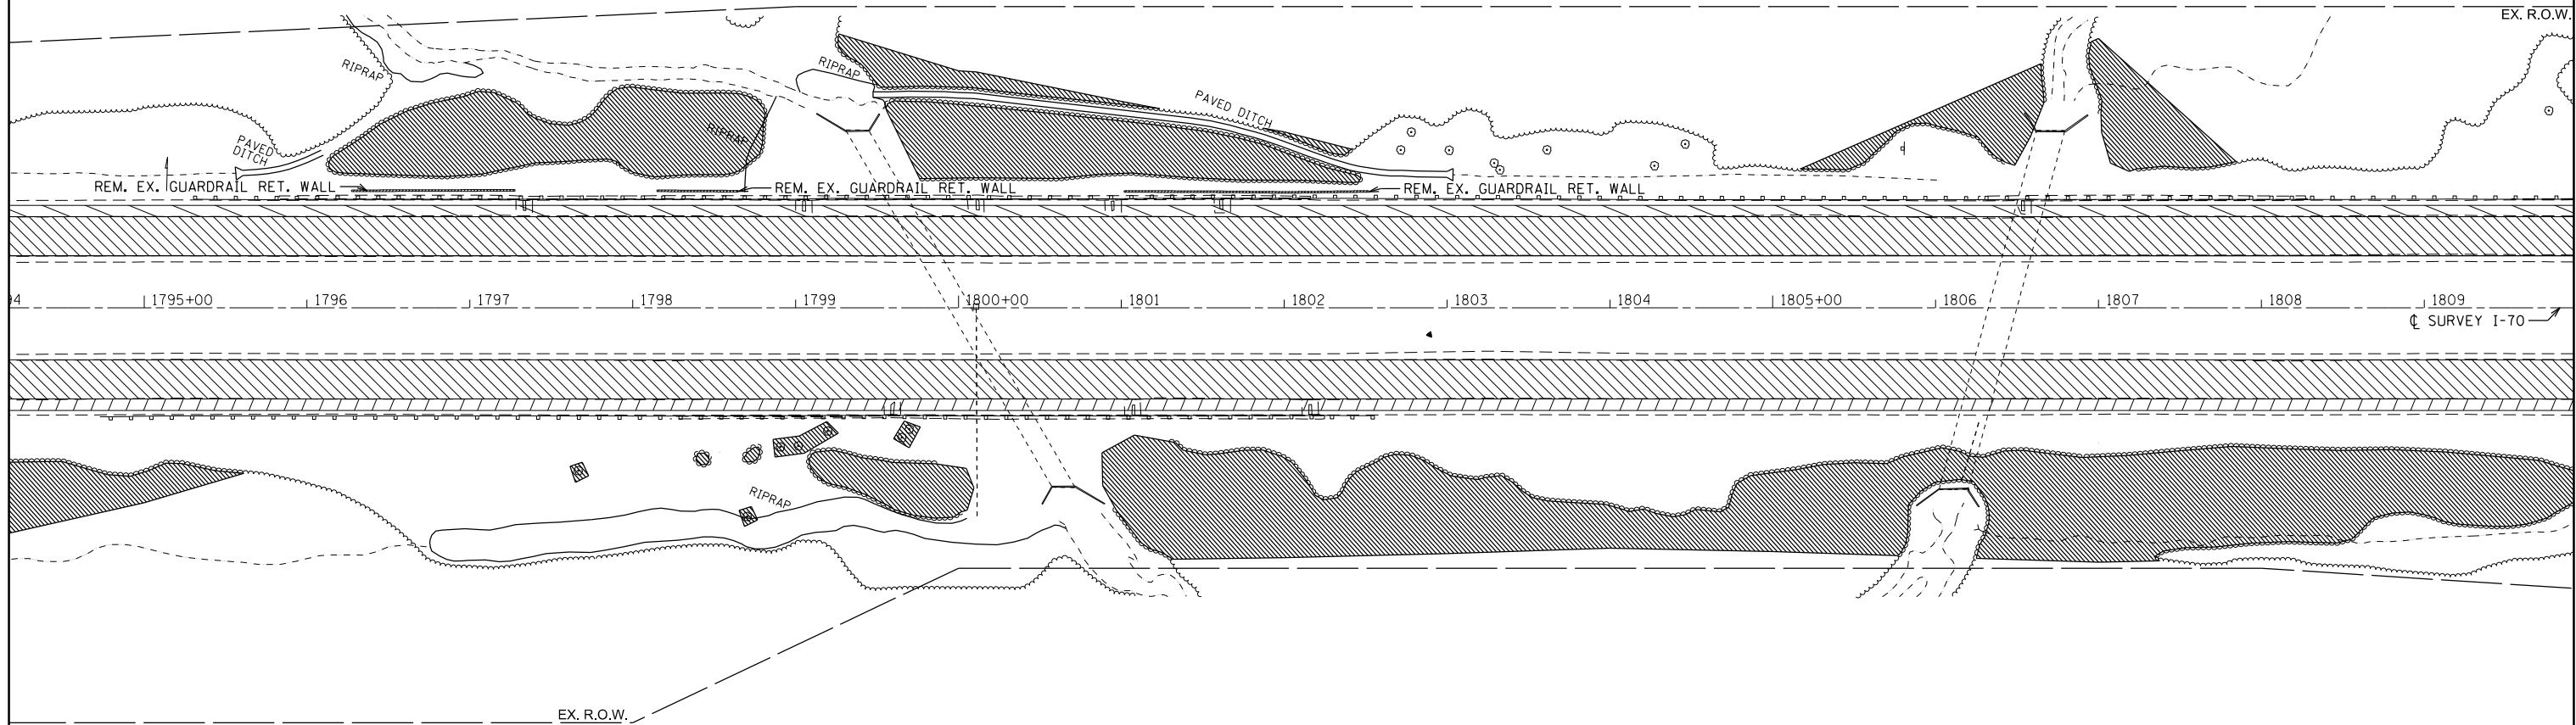 EX. R.O.W.
RIPRAP
RIPRAP
PAVED DITCH
RIPRAP
PAVED
DITCH
REM. EX. GUARDRAIL RET. WALL
REM. EX. GUARDRAIL RET. WALL
REM. EX. GUARDRAIL RET. WALL
94
1795+00
1796
1797
1798
1799
1800+00
1801
1802
1803
1804
1805+00
1806
1807
1808
1809
℄ SURVEY I-70
RIPRAP
EX. R.O.W.